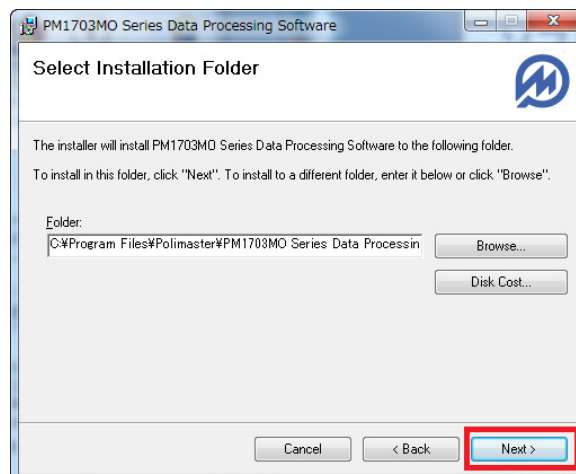 PM1703MO Series Data Processing Software
Select Installation Folder
The installer will install PM1703MO Series Data Processing Software to the following folder.
To install in this folder, click "Next". To install to a different folder, enter it below or click "Browse".
Folder:
C:¥Program Files¥Polimaster¥PM1703MO Series Data Processin
Browse...
Disk Cost...
Cancel
< Back
Next >